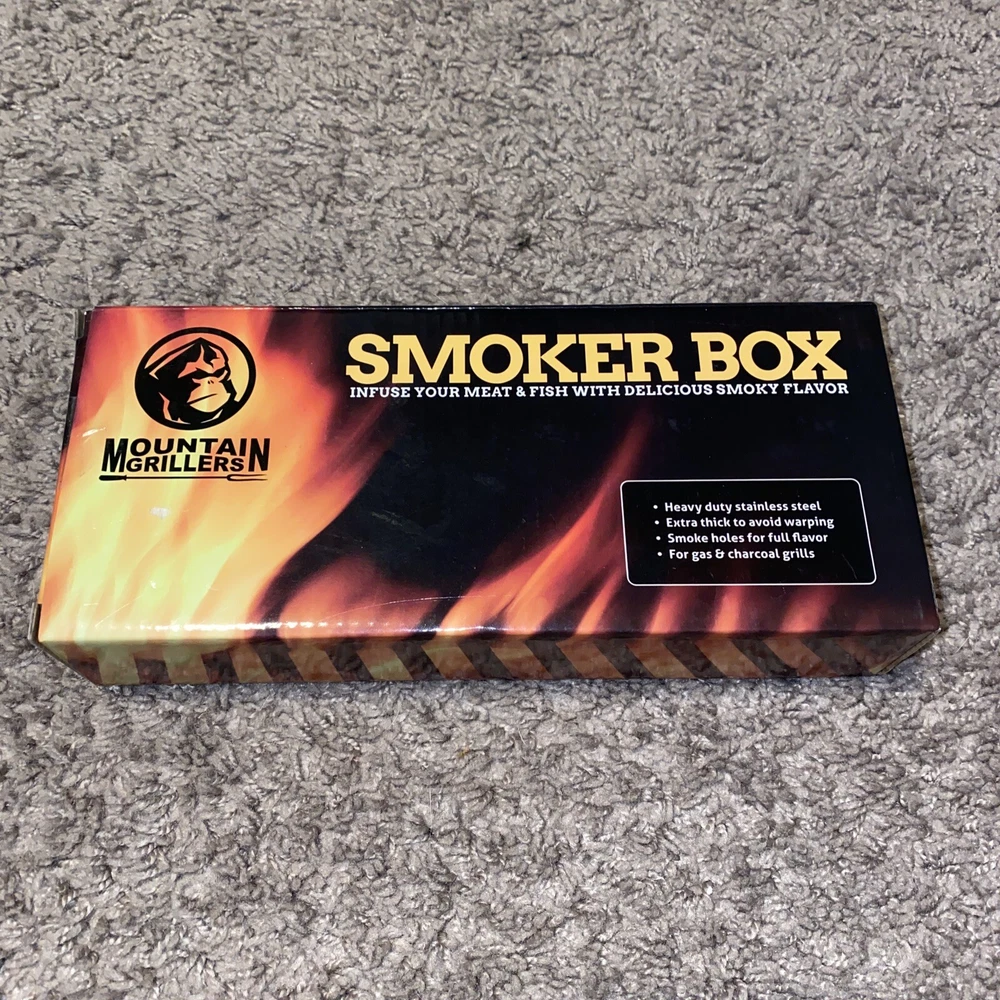 SMOKER BOX
INFUSE YOUR MEAT & FISH WITH DELICIOUS SMOKY FLAVOR
MOUNTAIN
GRILLERS
• Heavy duty stainless steel
• Extra thick to avoid warping
• Smoke holes for full flavor
• For gas & charcoal grills